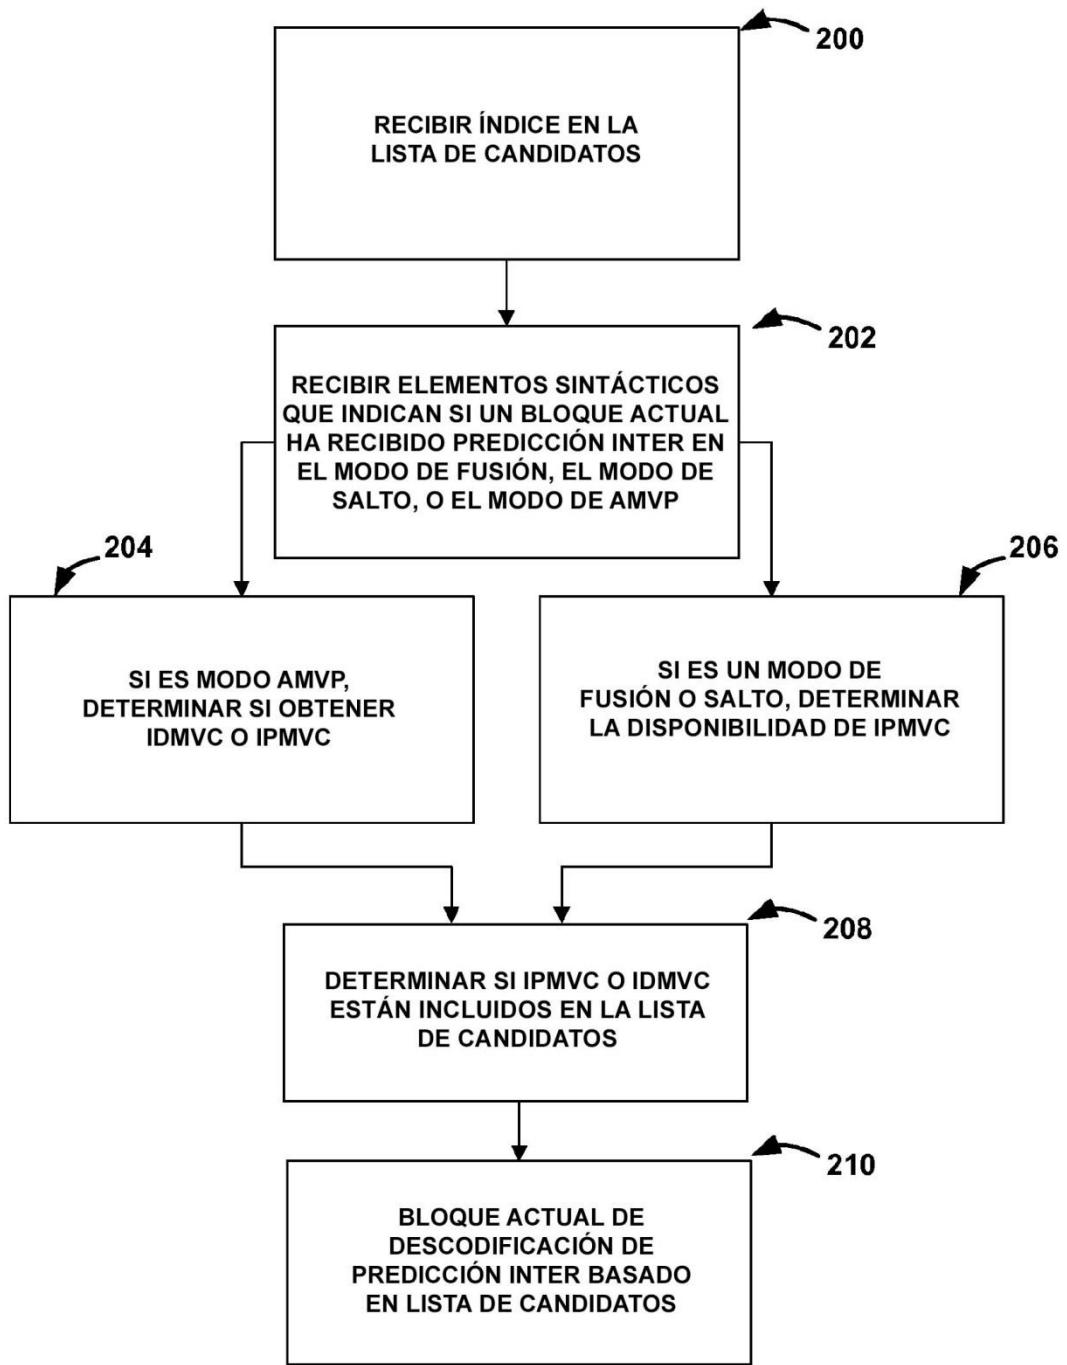 200
RECIBIR ÍNDICE EN LA
LISTA DE CANDIDATOS
202
RECIBIR ELEMENTOS SINTÁCTICOS
QUE INDICAN SI UN BLOQUE ACTUAL
HA RECIBIDO PREDICCIÓN INTER EN
EL MODO DE FUSIÓN, EL MODO DE
SALTO, O EL MODO DE AMVP
204
SI ES MODO AMVP,
DETERMINAR SI OBTENER
IDMVC O IPMVC
206
SI ES UN MODO DE
FUSIÓN O SALTO, DETERMINAR
LA DISPONIBILIDAD DE IPMVC
208
DETERMINAR SI IPMVC O IDMVC
ESTÁN INCLUIDOS EN LA LISTA
DE CANDIDATOS
210
BLOQUE ACTUAL DE
DESCODIFICACIÓN DE
PREDICCIÓN INTER BASADO
EN LISTA DE CANDIDATOS